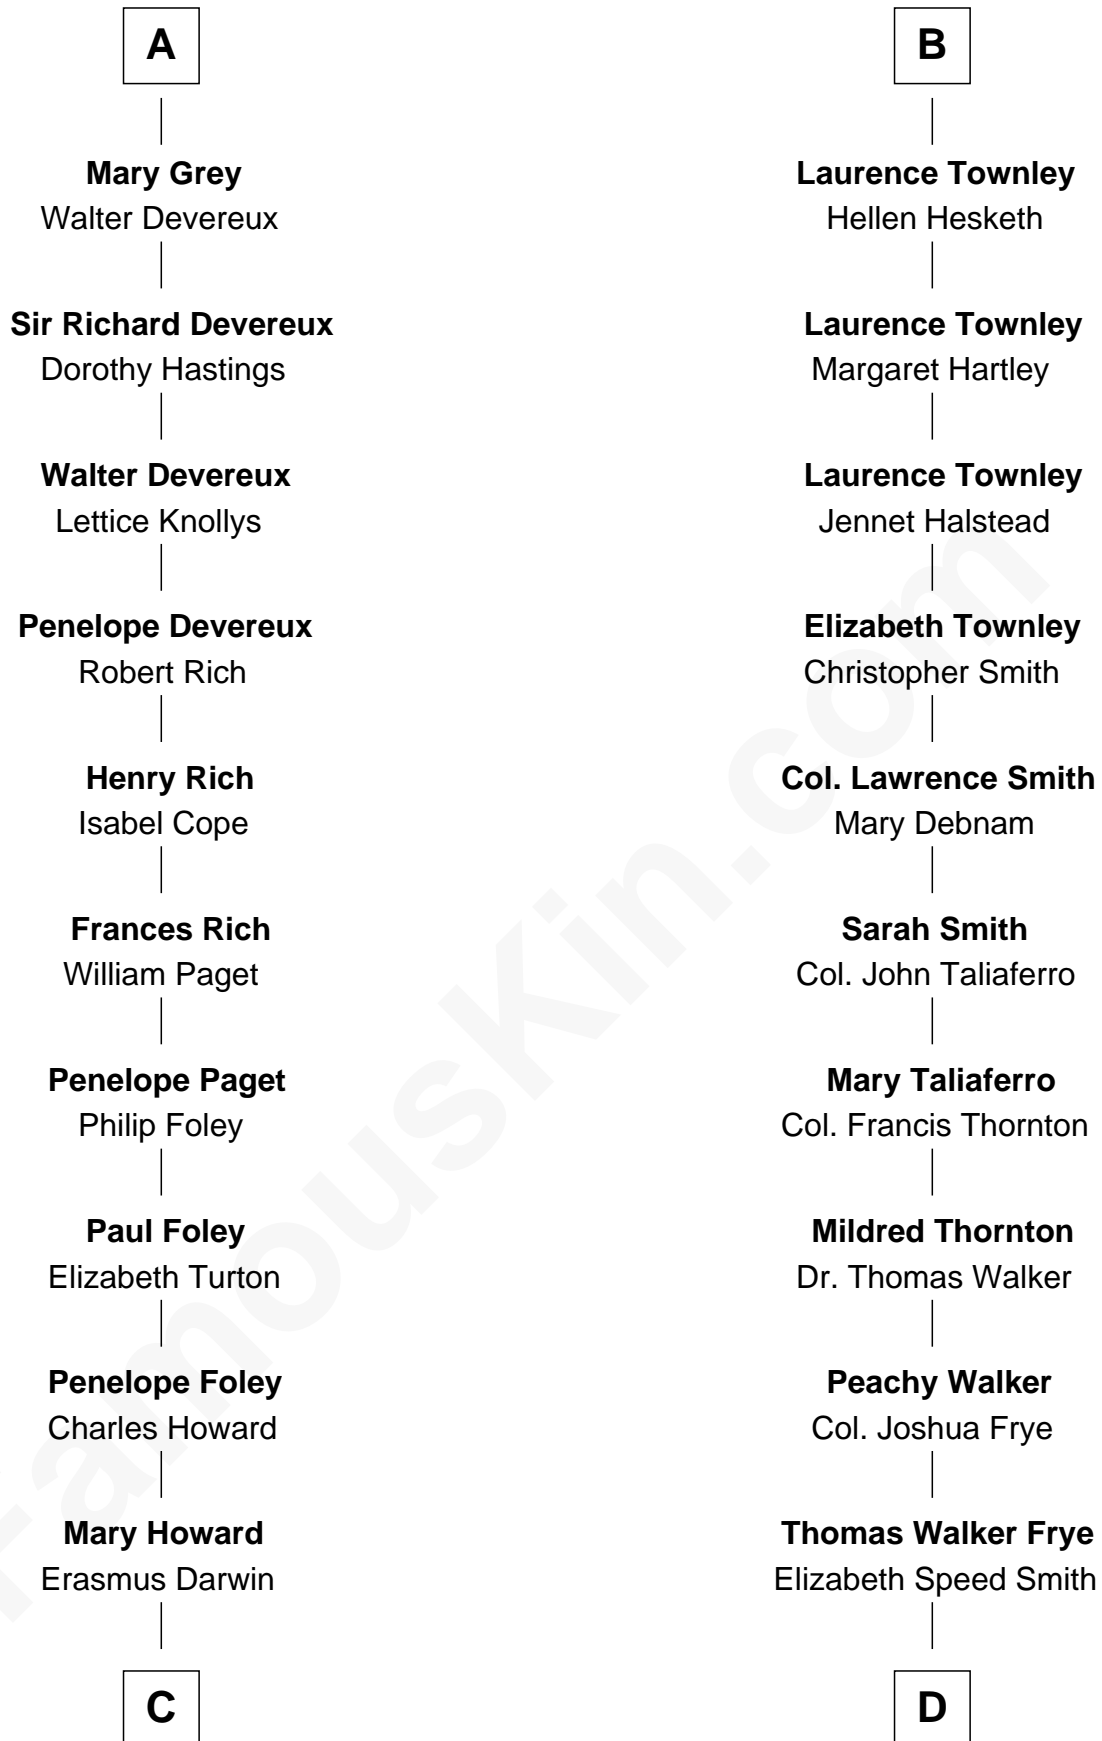 A
Mary Grey
Walter Devereux
Sir Richard Devereux
Dorothy Hastings
Walter Devereux
Lettice Knollys
Penelope Devereux
Robert Rich
Henry Rich
Isabel Cope
Frances Rich
William Paget
Penelope Paget
Philip Foley
Paul Foley
Elizabeth Turton
Penelope Foley
Charles Howard
Mary Howard
Erasmus Darwin
C
B
Laurence Townley
Hellen Hesketh
Laurence Townley
Margaret Hartley
Laurence Townley
Jennet Halstead
Elizabeth Townley
Christopher Smith
Col. Lawrence Smith
Mary Debnam
Sarah Smith
Col. John Taliaferro
Mary Taliaferro
Col. Francis Thornton
Mildred Thornton
Dr. Thomas Walker
Peachy Walker
Col. Joshua Frye
Thomas Walker Frye
Elizabeth Speed Smith
D
FamousKin.com